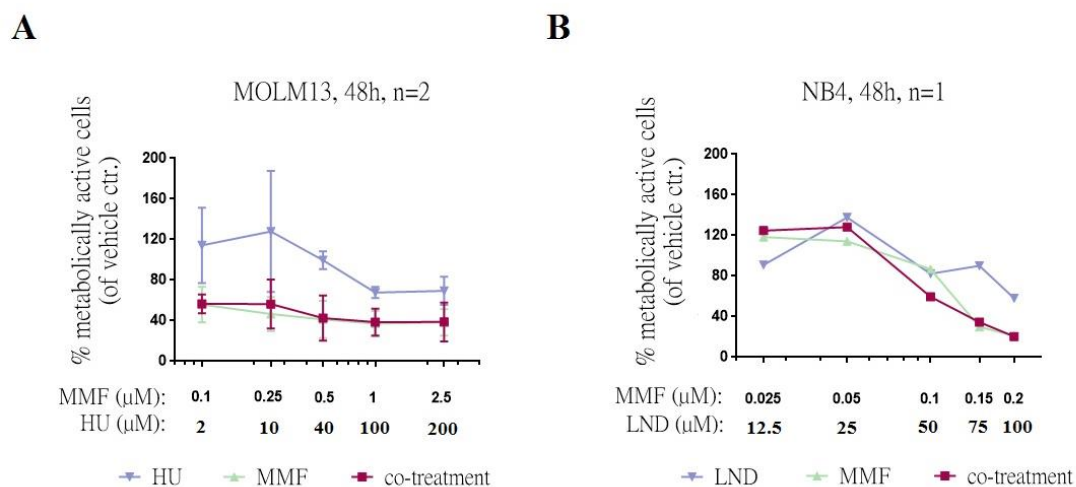 A
MOLM13, 48h, n=2
% metabolically active cells
(of vehicle ctr.)
200
160
120
80
40
0
MMF (µM): 0.1 0.25 0.5 1 2.5
HU (µM): 2 10 40 100 200
HU MMF co-treatment
B
NB4, 48h, n=1
% metabolically active cells
(of vehicle ctr.)
200
160
120
80
40
0
MMF (µM): 0.025 0.05 0.1 0.15 0.2
LND (µM): 12.5 25 50 75 100
LND MMF co-treatment